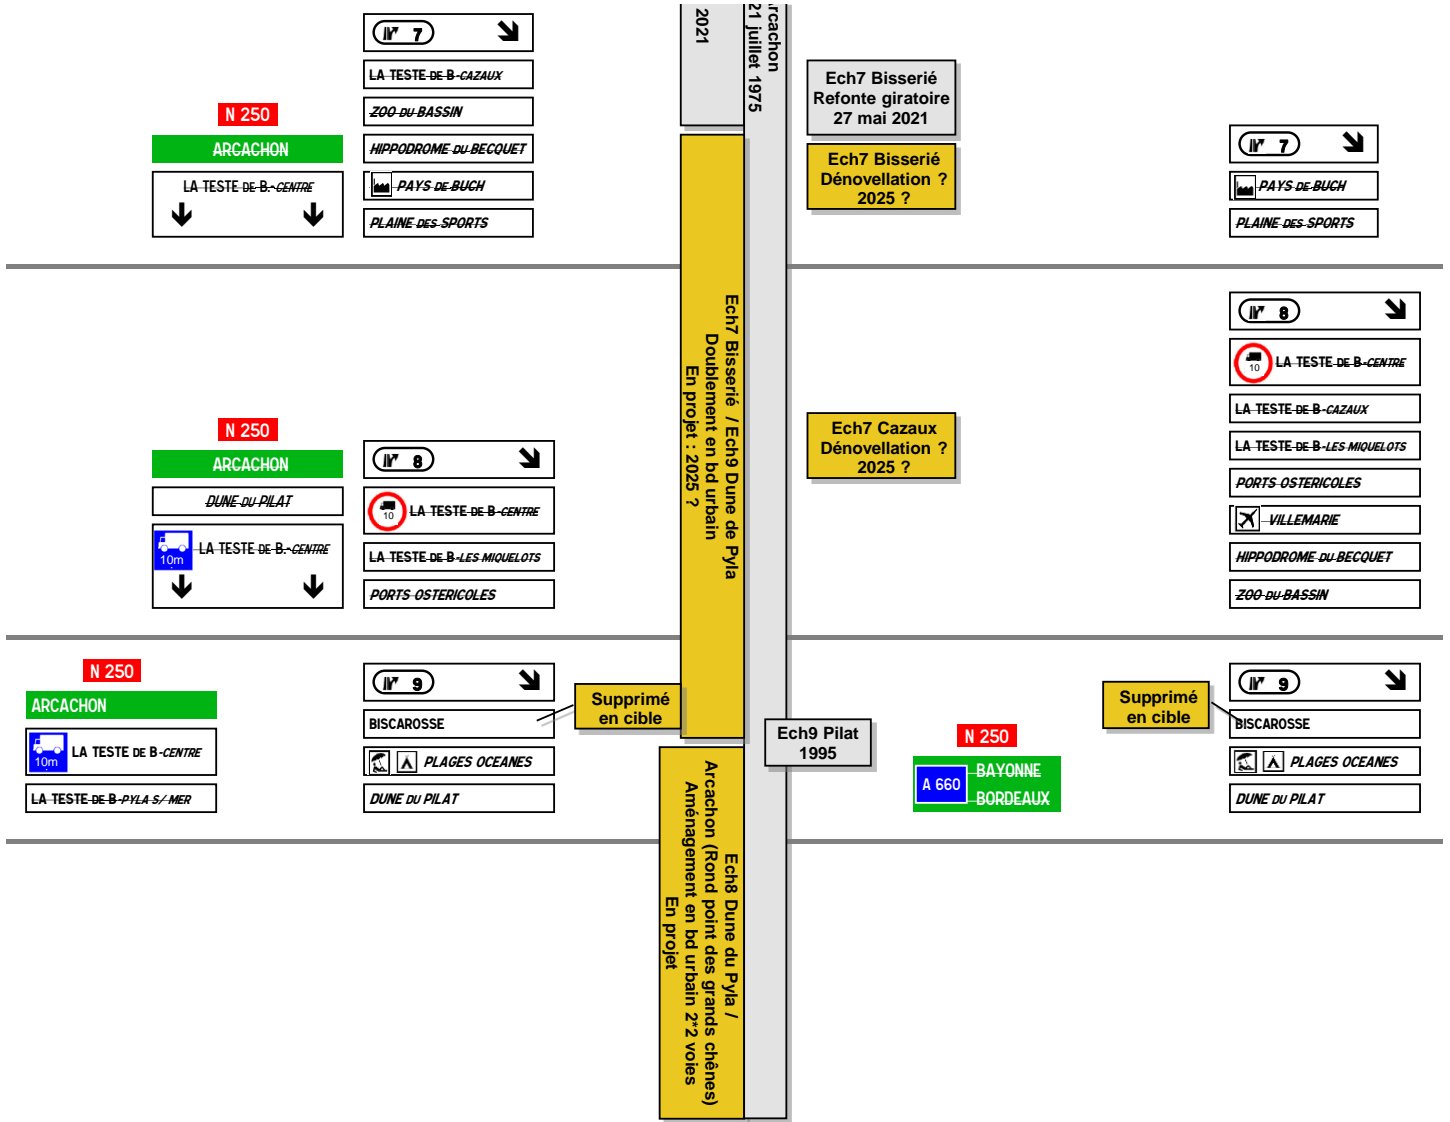 7
LA TESTE DE B-CAZAUX
ZOO DU BASSIN
HIPPODROME DU BECQUET
PAYS DE BUCH
PLAINE DES SPORTS
N 250
ARCACHON
LA TESTE DE B.-CENTRE
2021
rcachon
21 juillet 1975
Ech7 Bisserié
Refonte giratoire
27 mai 2021
Ech7 Bisserié
Dénovellation ?
2025 ?
7
PAYS DE BUCH
PLAINE DES SPORTS
N 250
ARCACHON
DUNE DU PILAT
10m
LA TESTE DE B.-CENTRE
8
10
LA TESTE DE B-CENTRE
LA TESTE DE B-LES MIQUELOTS
PORTS OSTERICOLES
Ech7 Bisserié / Ech9 Dune de Pyla
Doublement en bd urbain
En projet : 2025 ?
Ech7 Cazaux
Dénovellation ?
2025 ?
8
10
LA TESTE DE B-CENTRE
LA TESTE DE B-CAZAUX
LA TESTE DE B-LES MIQUELOTS
PORTS OSTERICOLES
VILLEMARIE
HIPPODROME DU BECQUET
ZOO DU BASSIN
N 250
ARCACHON
10m
LA TESTE DE B-CENTRE
LA TESTE DE B-PYLA S/ MER
9
BISCAROSSE
PLAGES OCEANES
DUNE DU PILAT
Supprimé
en cible
Ech9 Pilat
1995
N 250
A 660
BAYONNE
BORDEAUX
Supprimé
en cible
9
BISCAROSSE
PLAGES OCEANES
DUNE DU PILAT
Ech8 Dune du Pyla /
Arcachon (Rond point des grands chênes)
Aménagement en bd urbain 2*2 voies
En projet